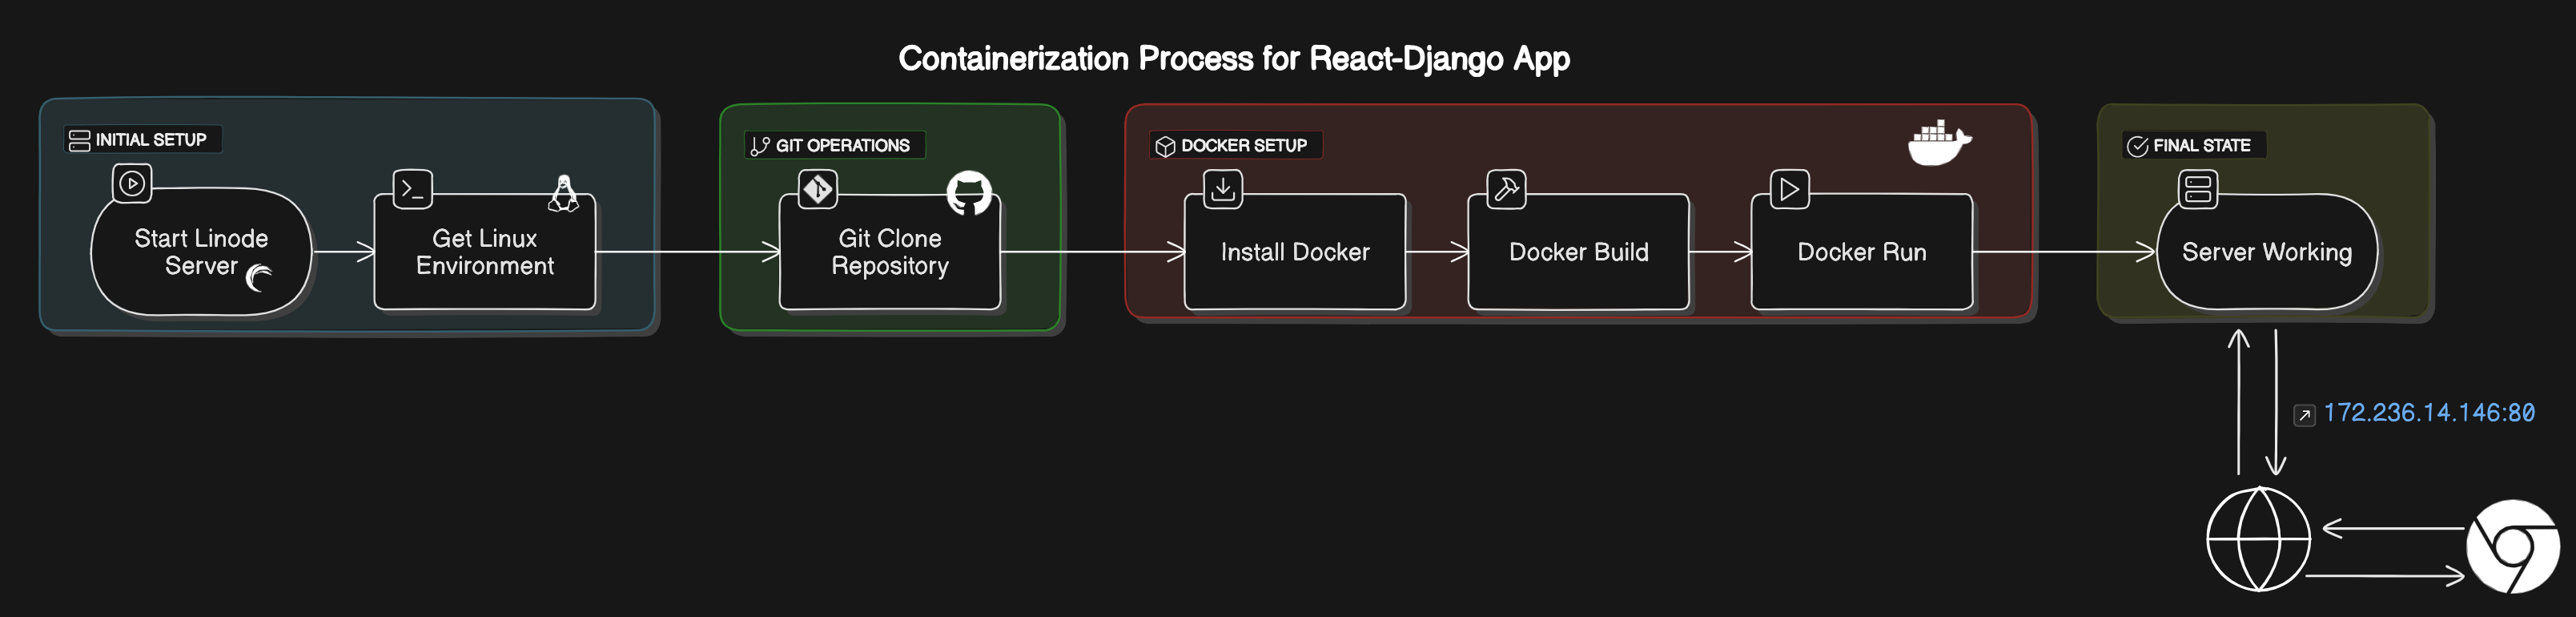 Containerization Process for React-Django App
INITIAL SETUP
Start Linode
Server
Get Linux
Environment
GIT OPERATIONS
Git Clone
Repository
DOCKER SETUP
Install Docker
Docker Build
Docker Run
FINAL STATE
Server Working
172.236.14.146:80